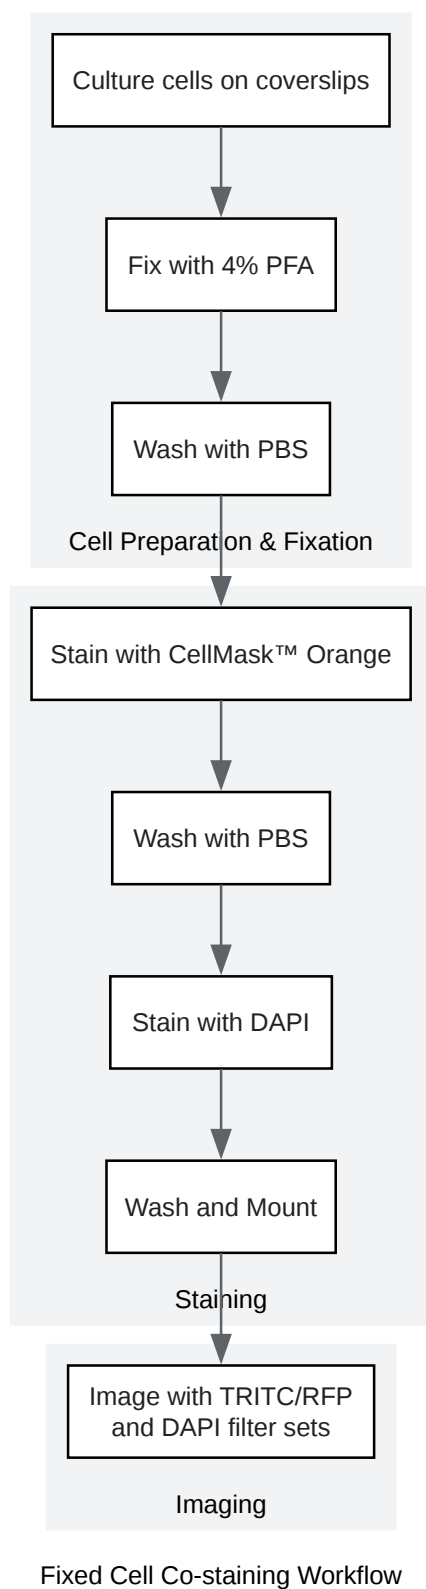 Culture cells on coverslips
Fix with 4% PFA
Wash with PBS
Cell Preparation & Fixation
Stain with CellMask™ Orange
Wash with PBS
Stain with DAPI
Wash and Mount
Staining
Image with TRITC/RFP
and DAPI filter sets
Imaging
Fixed Cell Co-staining Workflow